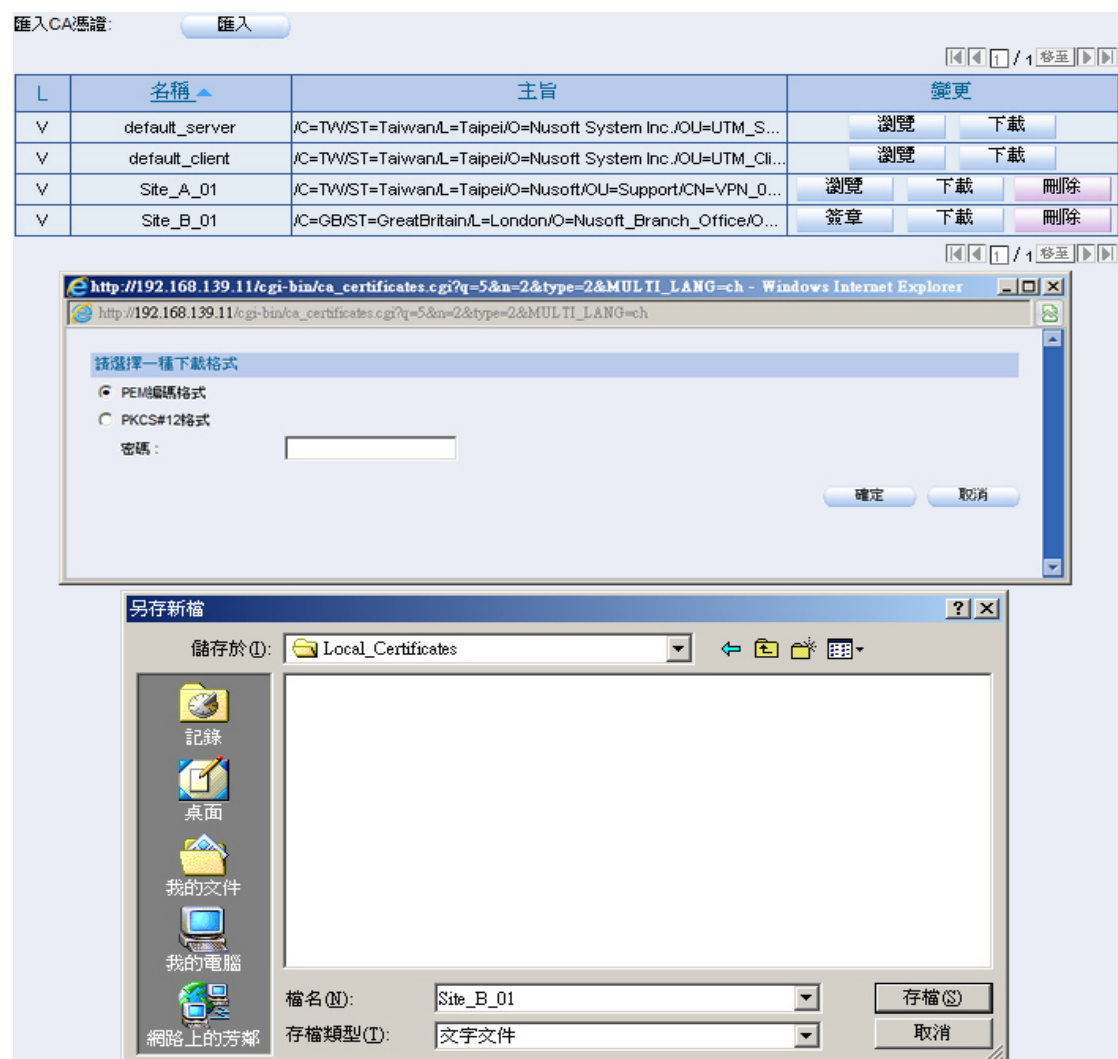 匯入CA憑證: 匯入
1 / 1 移至
L 名稱 主旨 變更
V default_server /C=TW/ST=Taiwan/L=Taipei/O=Nusoft System Inc./OU=UTM_S... 瀏覽 下載
V default_client /C=TW/ST=Taiwan/L=Taipei/O=Nusoft System Inc./OU=UTM_Cli... 瀏覽 下載
V Site_A_01 /C=TW/ST=Taiwan/L=Taipei/O=Nusoft/OU=Support/CN=VPN_0... 瀏覽 下載 刪除
V Site_B_01 /C=GB/ST=GreatBritain/L=London/O=Nusoft_Branch_Office/O... 簽章 下載 刪除
1 / 1 移至
http://192.168.139.11/cgi-bin/ca_certificates.cgi?q=5&n=2&type=2&MULTI_LANG=ch - Windows Internet Explorer
http://192.168.139.11/cgi-bin/ca_certificates.cgi?q=5&n=2&type=2&MULTI_LANG=ch
請選擇一種下載格式
PEM編碼格式
PKCS#12格式
密碼 :
確定 取消
另存新檔
儲存於(I): Local_Certificates
記錄
桌面
我的文件
我的電腦
網路上的芳鄰
檔名(N): Site_B_01 存檔(S)
存檔類型(T): 文字文件 取消